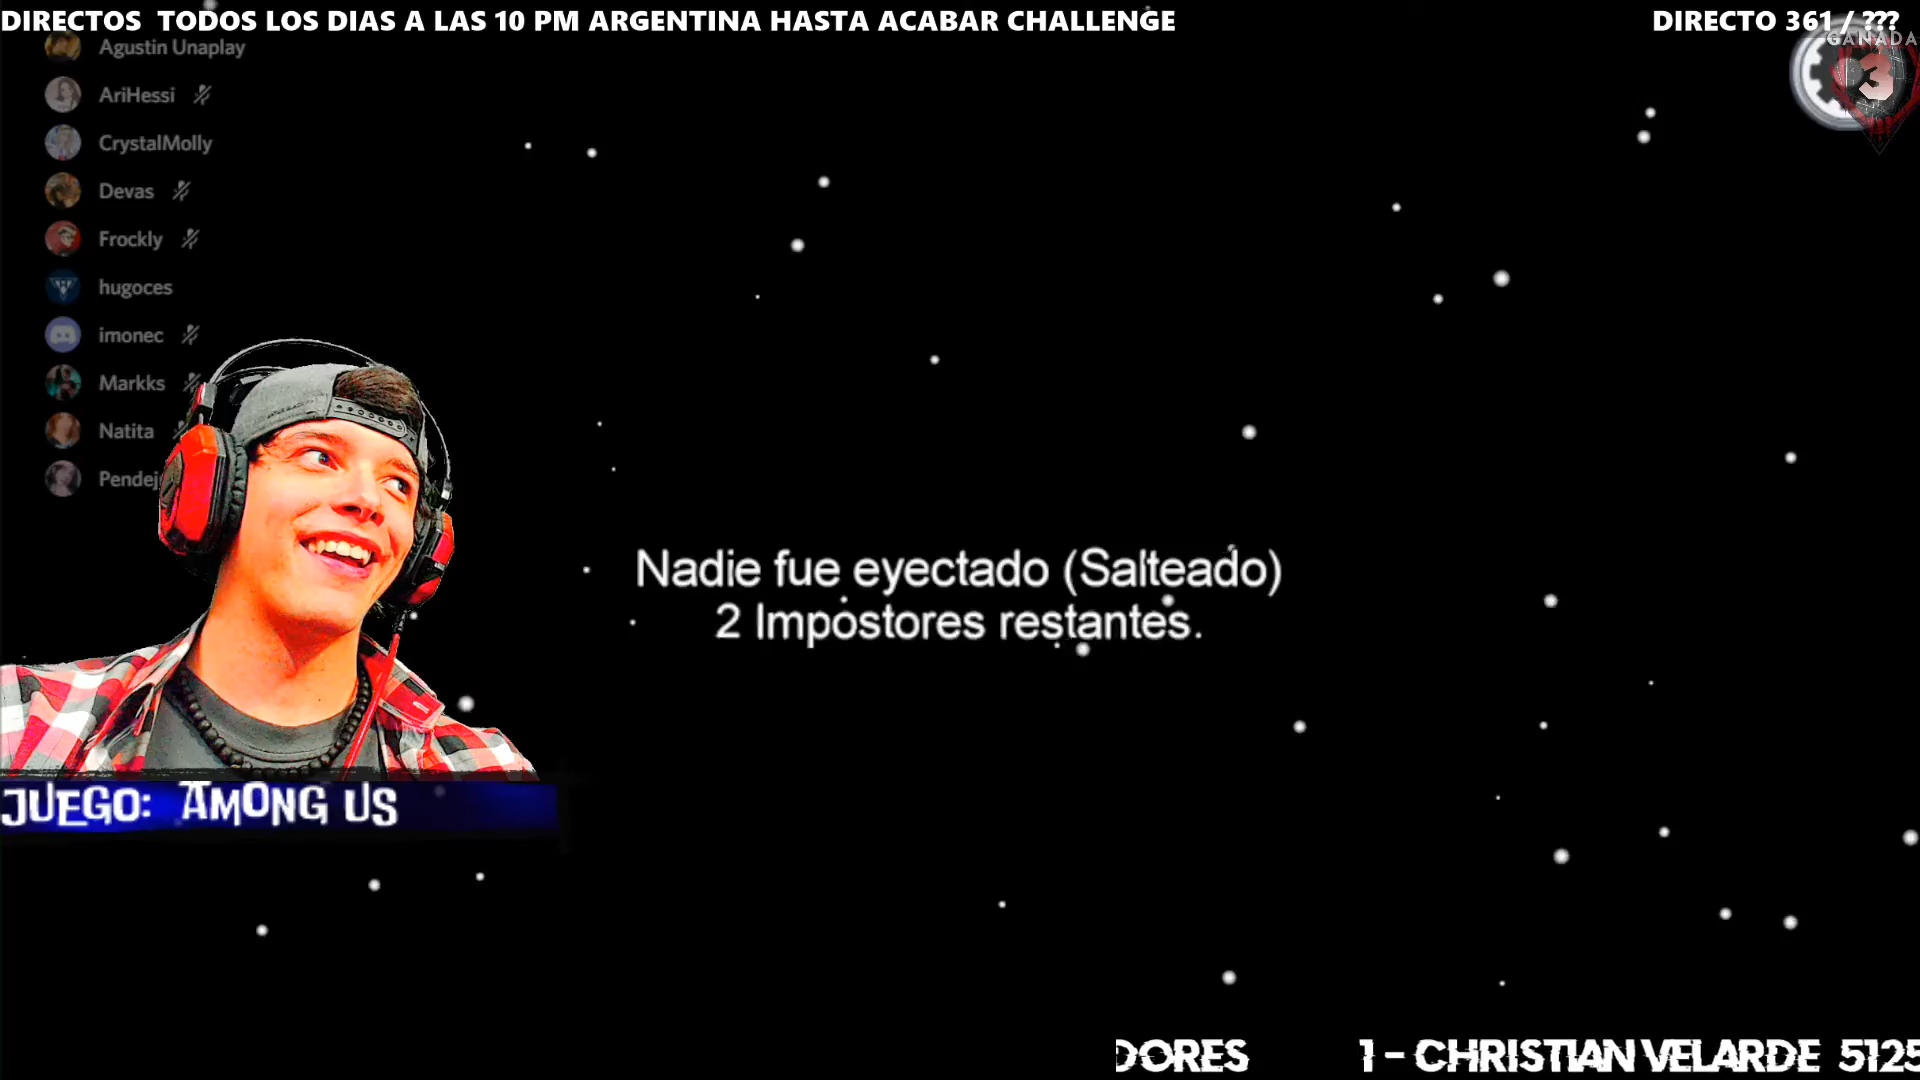 DIRECTOS TODOS LOS DIAS A LAS 10 PM ARGENTINA HASTA ACABAR CHALLENGE
DIRECTO 361 / ???
GANADA
3
Agustin Unaplay
AriHessi
CrystalMolly
Devas
Frockly
hugoces
imonec
Markks
Natita
Pendej
Nadie fue eyectado (Salteado)
2 Impostores restantes.
JUEGO: AMONG US
DORES 1 - CHRISTIAN VELARDE 5125